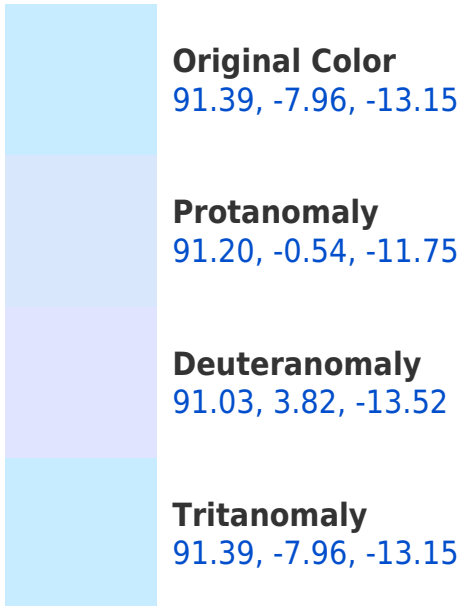 Original Color
91.39, -7.96, -13.15
Protanomaly
91.20, -0.54, -11.75
Deuteranomaly
91.03, 3.82, -13.52
Tritanomaly
91.39, -7.96, -13.15